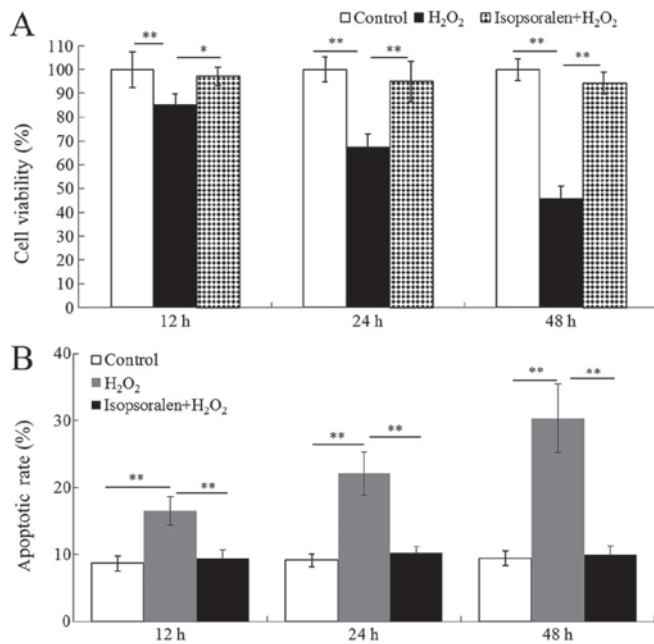 A
Control H₂O₂ Isopsoralen+H₂O₂
Cell viability (%)
110
100
90
80
70
60
50
40
30
20
10
0
** *
** **
** **
12 h 24 h 48 h
B
Control
H₂O₂
Isopsoralen+H₂O₂
Apoptotic rate (%)
40
30
20
10
0
** **
** **
** **
12 h 24 h 48 h